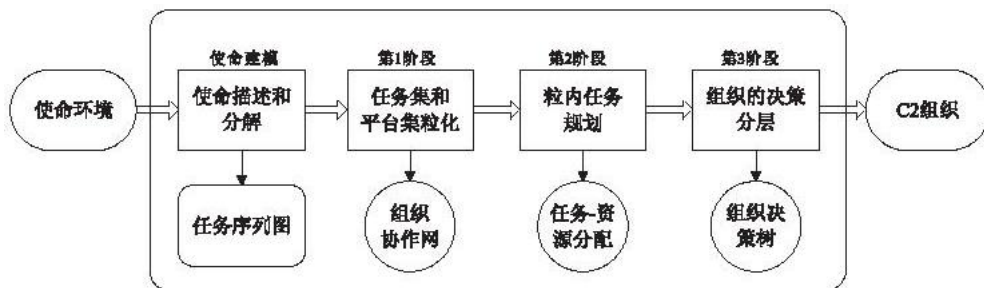 使命建模
第1阶段
第2阶段
第3阶段
使命环境
使命描述和
分解
任务集和
平台集粒化
粒内任务
规划
组织的决策
分层
C2组织
任务序列图
组织
协作网
任务-资
源分配
组织决
策树